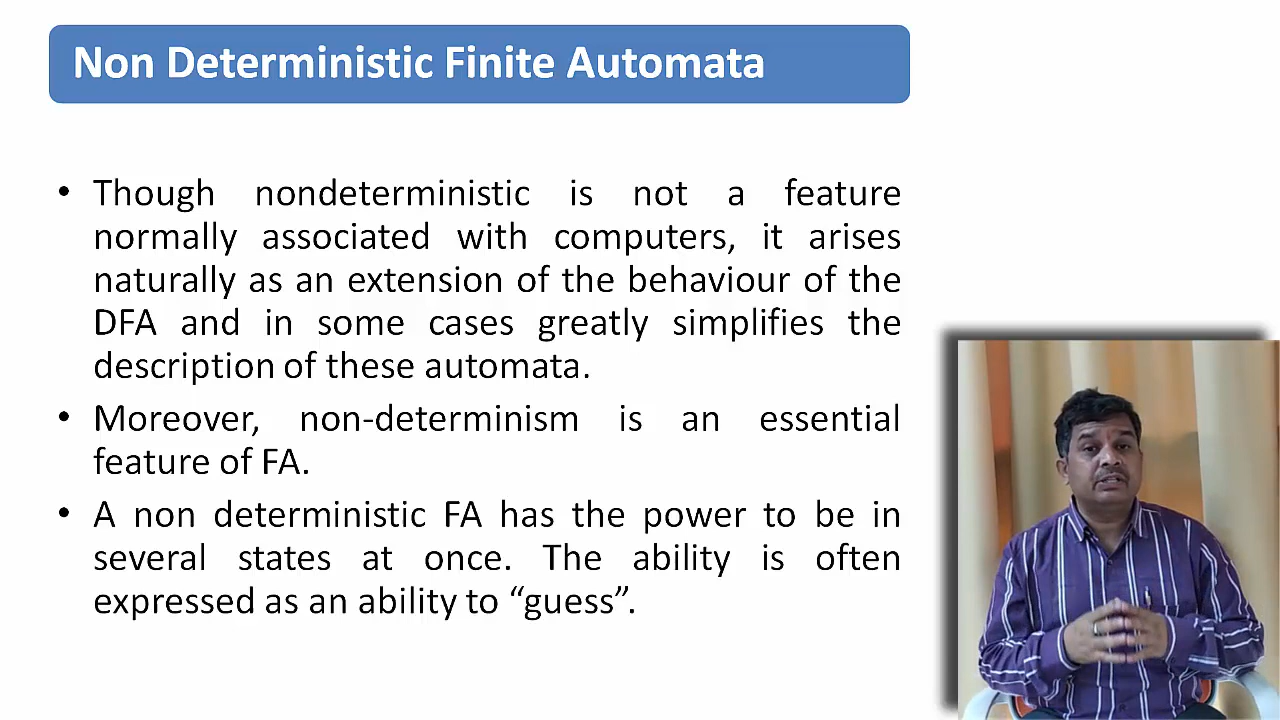 Non Deterministic Finite Automata
• Though nondeterministic is not a feature
normally associated with computers, it arises
naturally as an extension of the behaviour of the
DFA and in some cases greatly simplifies the
description of these automata.
• Moreover, non-determinism is an essential
feature of FA.
• A non deterministic FA has the power to be in
several states at once. The ability is often
expressed as an ability to “guess”.